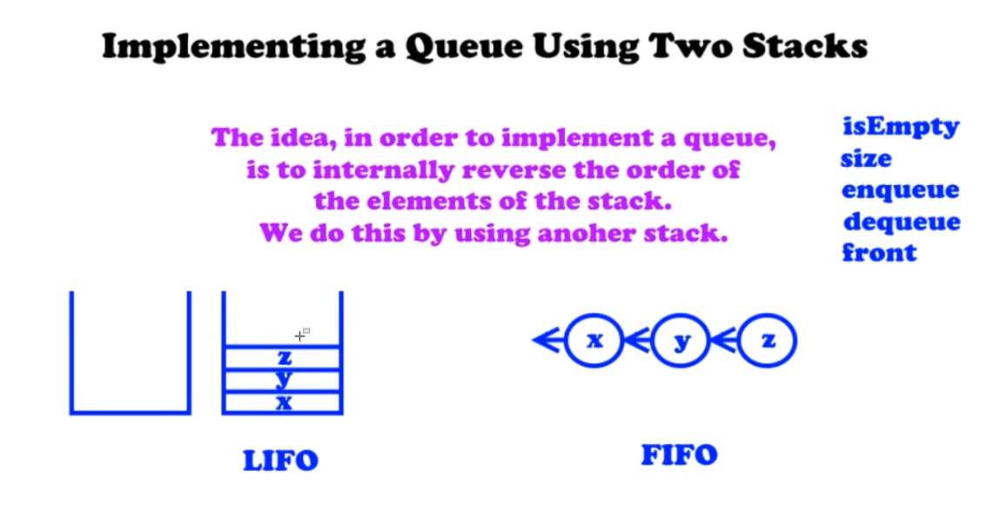 Implementing a Queue Using Two Stacks
The idea, in order to implement a queue,
is to internally reverse the order of
the elements of the stack.
We do this by using anoher stack.
isEmpty
size
enqueue
dequeue
front
z
y
x
LIFO
x y z
FIFO